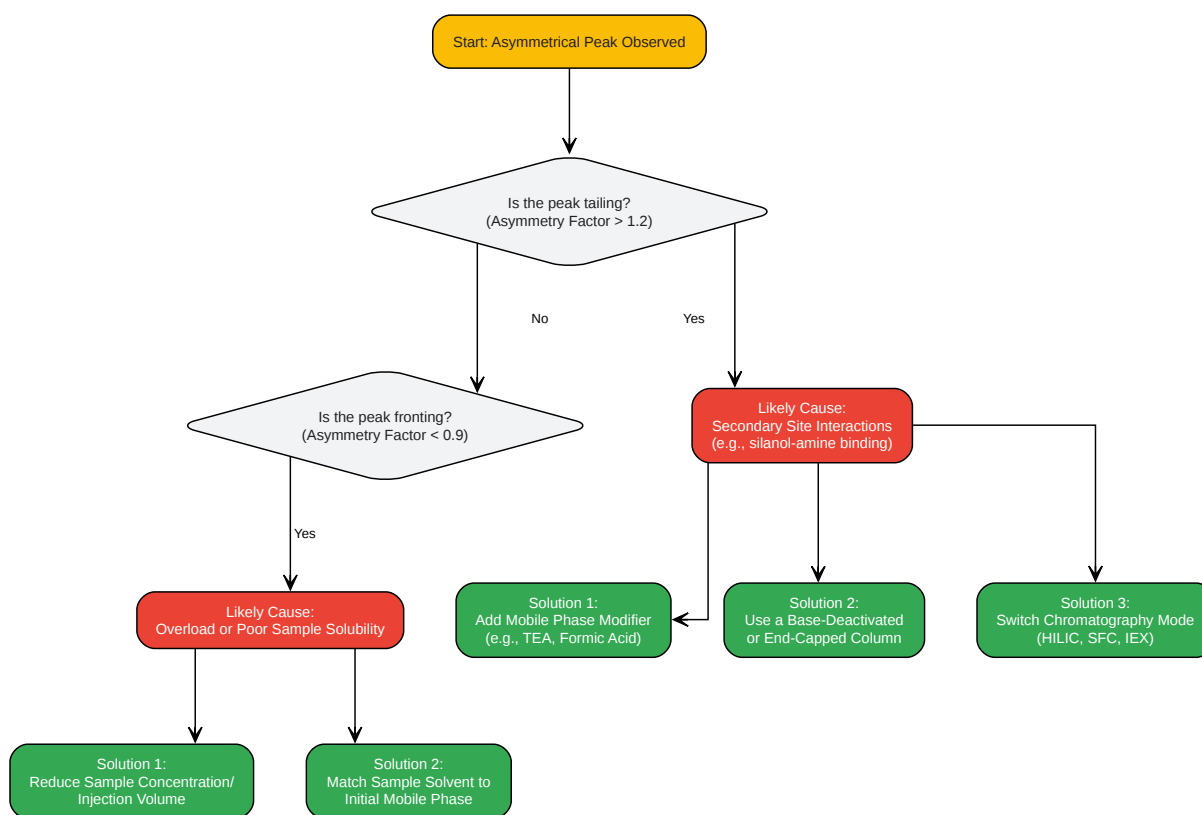 Start: Asymmetrical Peak Observed
Is the peak tailing?
(Asymmetry Factor > 1.2)
No
Yes
Is the peak fronting?
(Asymmetry Factor < 0.9)
Likely Cause:
Secondary Site Interactions
(e.g., silanol-amine binding)
Yes
Likely Cause:
Overload or Poor Sample Solubility
Solution 1:
Add Mobile Phase Modifier
(e.g., TEA, Formic Acid)
Solution 2:
Use a Base-Deactivated
or End-Capped Column
Solution 3:
Switch Chromatography Mode
(HILIC, SFC, IEX)
Solution 1:
Reduce Sample Concentration/
Injection Volume
Solution 2:
Match Sample Solvent to
Initial Mobile Phase